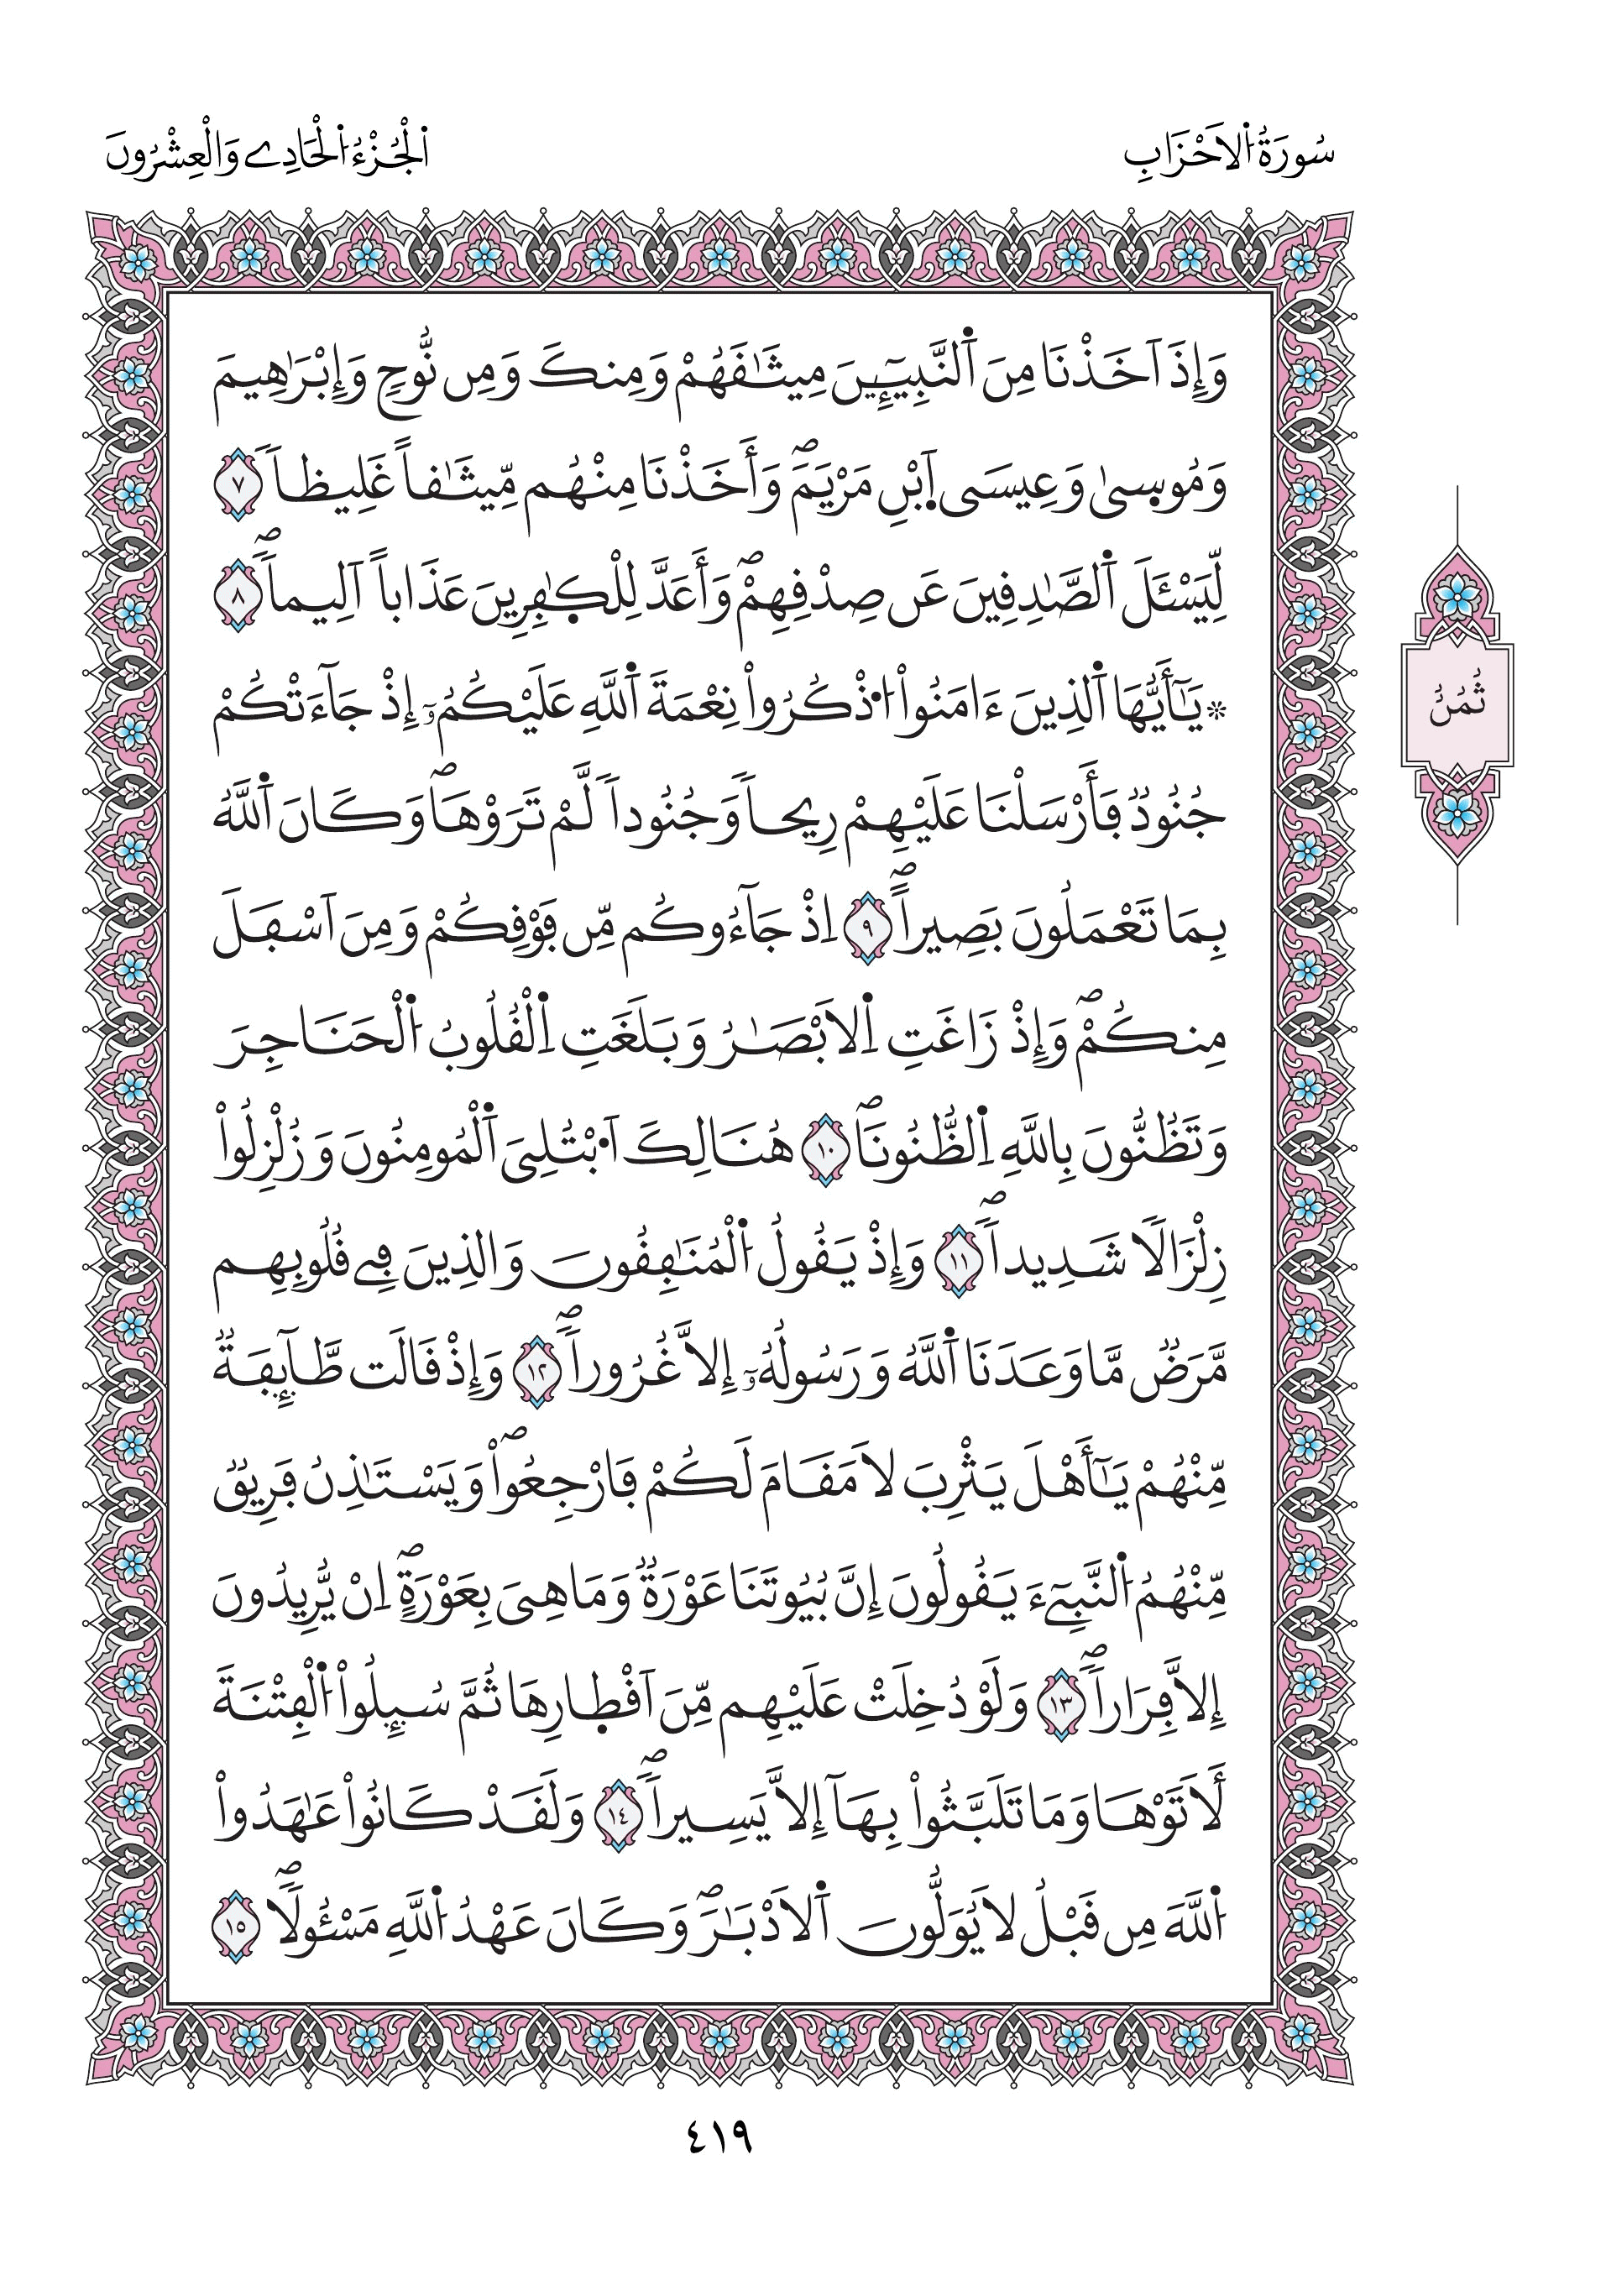 سُورَةُ اُ۬لَاحْزَابِ
اَ۬لْجُزْءُ اُ۬لْحَادِے وَالْعِشْرُونَ
وَإِذَ اَخَذْنَا مِنَ اَ۬لنَّبِيٓـِٕۧنَ مِيثَٰقَهُمْ وَمِنكَ وَمِن نُّوحٖ وَإِبْرَٰهِيمَ
وَمُوس۪يٰ وَعِيسَي اَ۪بْنِ مَرْيَمَۖ وَأَخَذْنَا مِنْهُم مِّيثَٰقاً غَلِيظاٗ ٧
لِّيَسْـَٔلَ اَ۬لصَّٰدِقِينَ عَن صِدْقِهِمْۖ وَأَعَدَّ لِلْكٰ۪فِرِينَ عَذَاباً اَلِيماٗۖ ٨
۞ يَٰٓأَيُّهَا اَ۬لذِينَ ءَامَنُواْ اُ۟ذْكُرُواْ نِعْمَةَ اَ۬للَّهِ عَلَيْكُمُۥٓ إِذْ جَآءَتْكُمْ
جُنُودٞ فَأَرْسَلْنَا عَلَيْهِمْ رِيحاٗ وَجُنُوداٗ لَّمْ تَرَوْهَاۖ وَكَانَ اَ۬للَّهُ
بِمَا تَعْمَلُونَ بَصِيراًۖ ٩ اِذْ جَآءُوكُم مِّن فَوْقِكُمْ وَمِنَ اَسْفَلَ
مِنكُمْۖ وَإِذْ زَاغَتِ اِ۬لَابْصَٰرُ وَبَلَغَتِ اِ۬لْقُلُوبُ اُ۬لْحَنَاجِرَ
وَتَظُنُّونَ بِاللَّهِ اِ۬لظُّنُونَاۖ ١٠ هُنَالِكَ اَ۟بْتُلِيَ اَ۬لْمُومِنُونَ وَزُلْزِلُواْ
زِلْزَالاٗ شَدِيداٗۖ ١١ وَإِذْ يَقُولُ اُ۬لْمُنَٰفِقُونَ وَالذِينَ فِے قُلُوبِهِم
مَّرَضٞ مَّا وَعَدَنَا اَ۬للَّهُ وَرَسُولُهُۥٓ إِلَّا غُرُوراٗۖ ١٢ وَإِذْ قَالَت طَّآئِفَةٞ
مِّنْهُمْ يَٰٓأَهْلَ يَثْرِبَ لَا مَقَامَ لَكُمْ فَارْجِعُواْۖ وَيَسْتَٰذِنُ فَرِيقٞ
مِّنْهُمُ اُ۬لنَّبِيٓءَ يَقُولُونَ إِنَّ بُيُوتَنَا عَوْرَةٞ وَمَا هِيَ بِعَوْرَةٍۖ اِنْ يُّرِيدُونَ
إِلَّا فِرَاراٗۖ ١٣ وَلَوْ دُخِلَتْ عَلَيْهِم مِّنَ اَقْطٰ۪ارِهَا ثُمَّ سُئِلُواْ اُ۬لْفِتْنَةَ
لَأَتَوْهَا وَمَا تَلَبَّثُواْ بِهَآ إِلَّا يَسِيراٗۖ ١٤ وَلَقَدْ كَانُواْ عَٰهَدُواْ
اُ۬للَّهَ مِن قَبْلُ لَا يُوَلُّونَ اَ۬لَادْبَٰرَۖ وَكَانَ عَهْدُ اُ۬للَّهِ مَسْـُٔولاٗۖ ١٥
ثُمُنُ
٤١٩